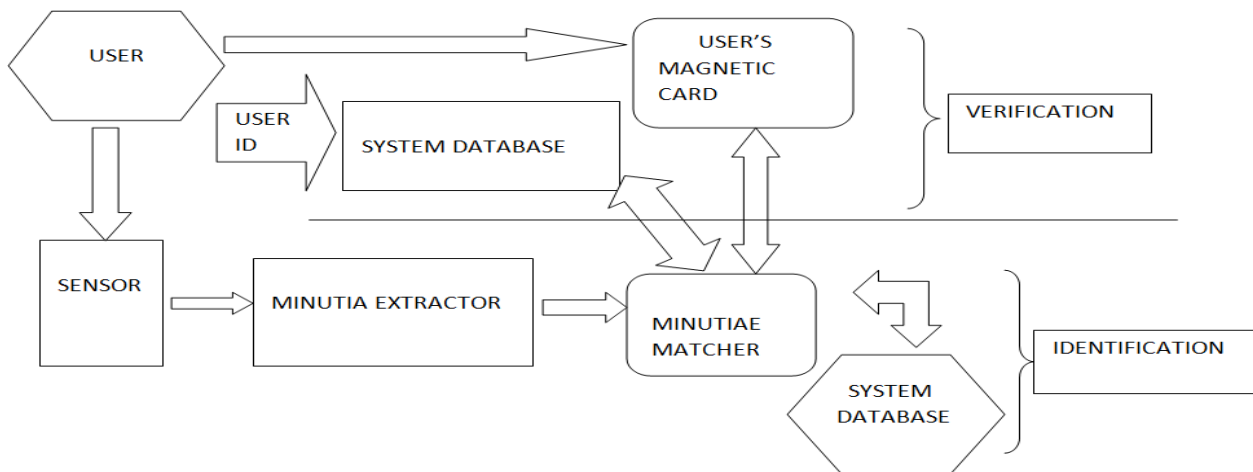 USER
USER'S
MAGNETIC
CARD
USER
ID
SYSTEM DATABASE
VERIFICATION
SENSOR
MINUTIA EXTRACTOR
MINUTIAE
MATCHER
IDENTIFICATION
SYSTEM
DATABASE